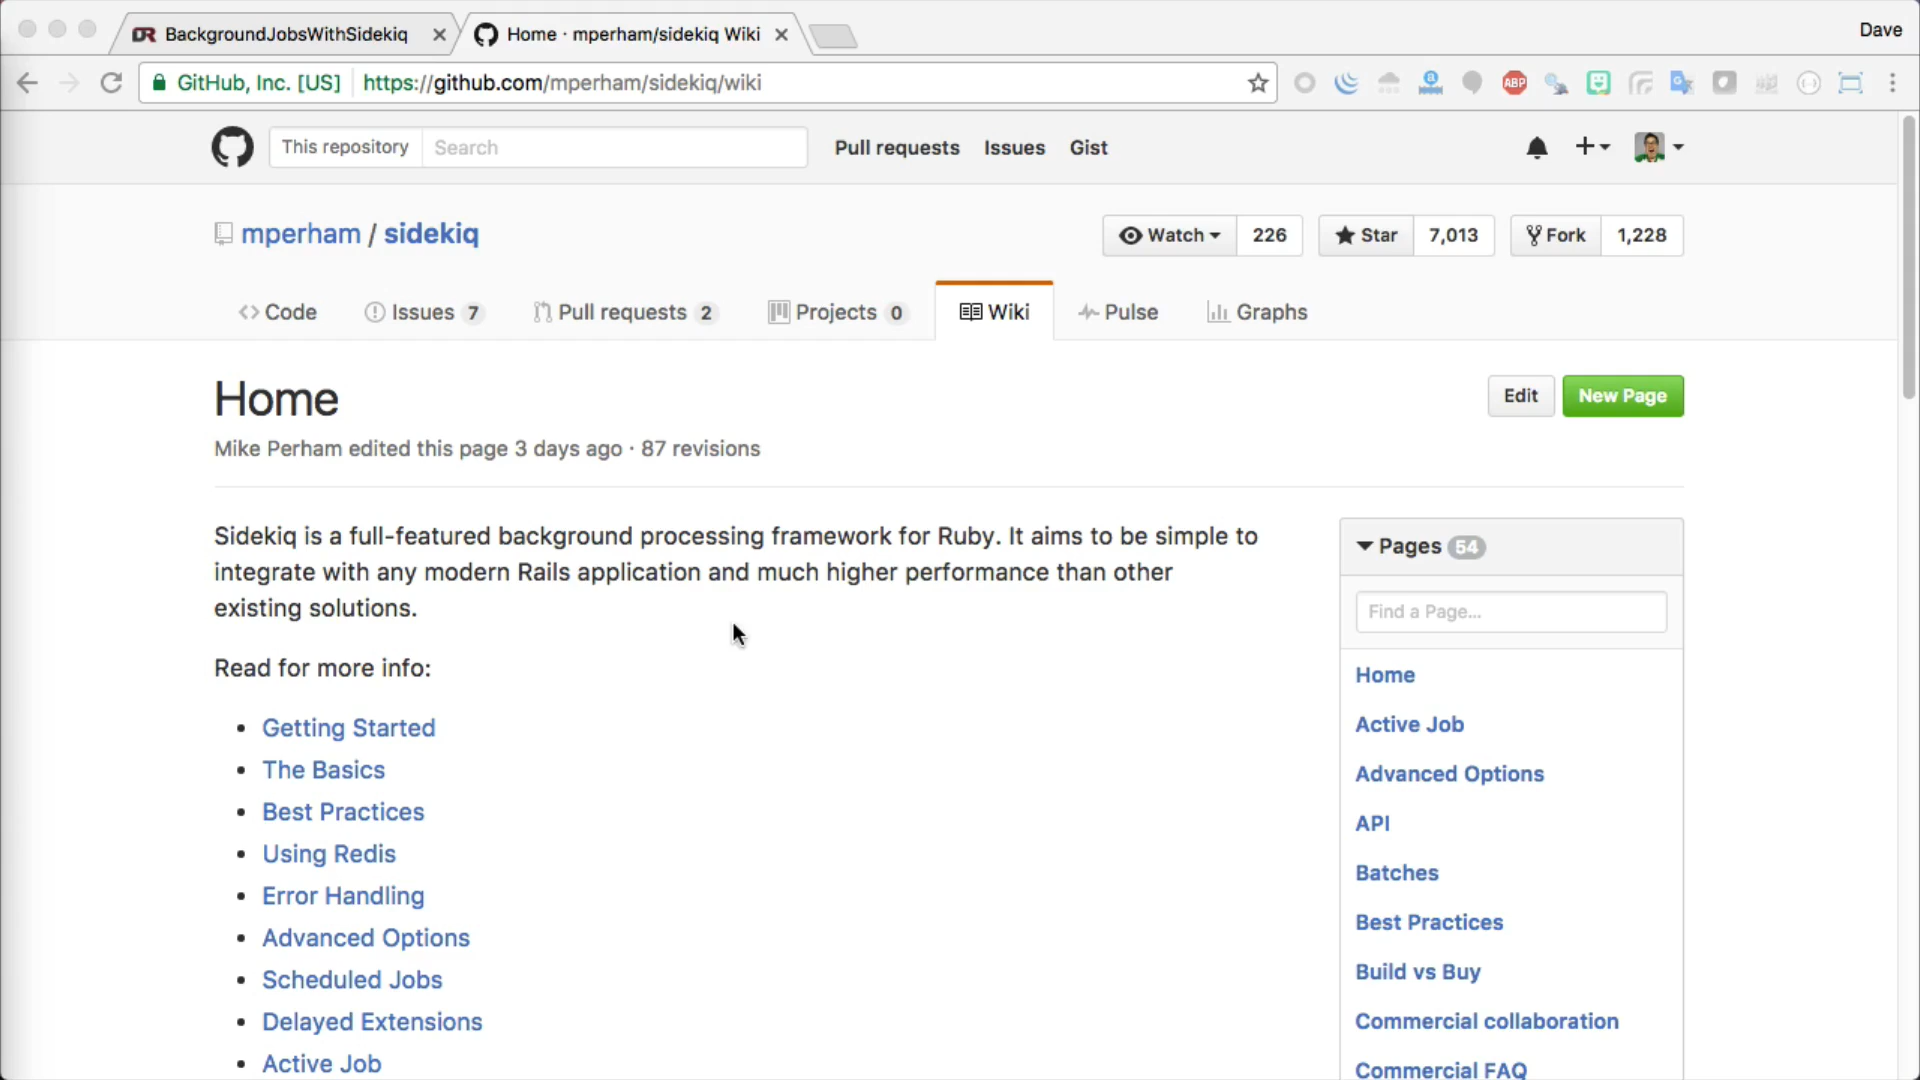 BackgroundJobsWithSidekiq
Home · mperham/sidekiq Wiki
Dave
GitHub, Inc. [US]
https://github.com/mperham/sidekiq/wiki
ABP
This repository
Search
Pull requests
Issues
Gist
mperham / sidekiq
Watch 226
Star 7,013
Fork 1,228
Code
Issues 7
Pull requests 2
Projects 0
Wiki
Pulse
Graphs
Home
Edit
New Page
Mike Perham edited this page 3 days ago · 87 revisions
Sidekiq is a full-featured background processing framework for Ruby. It aims to be simple to
integrate with any modern Rails application and much higher performance than other
existing solutions.
Read for more info:
• Getting Started
• The Basics
• Best Practices
• Using Redis
• Error Handling
• Advanced Options
• Scheduled Jobs
• Delayed Extensions
• Active Job
Pages 54
Find a Page...
Home
Active Job
Advanced Options
API
Batches
Best Practices
Build vs Buy
Commercial collaboration
Commercial FAQ